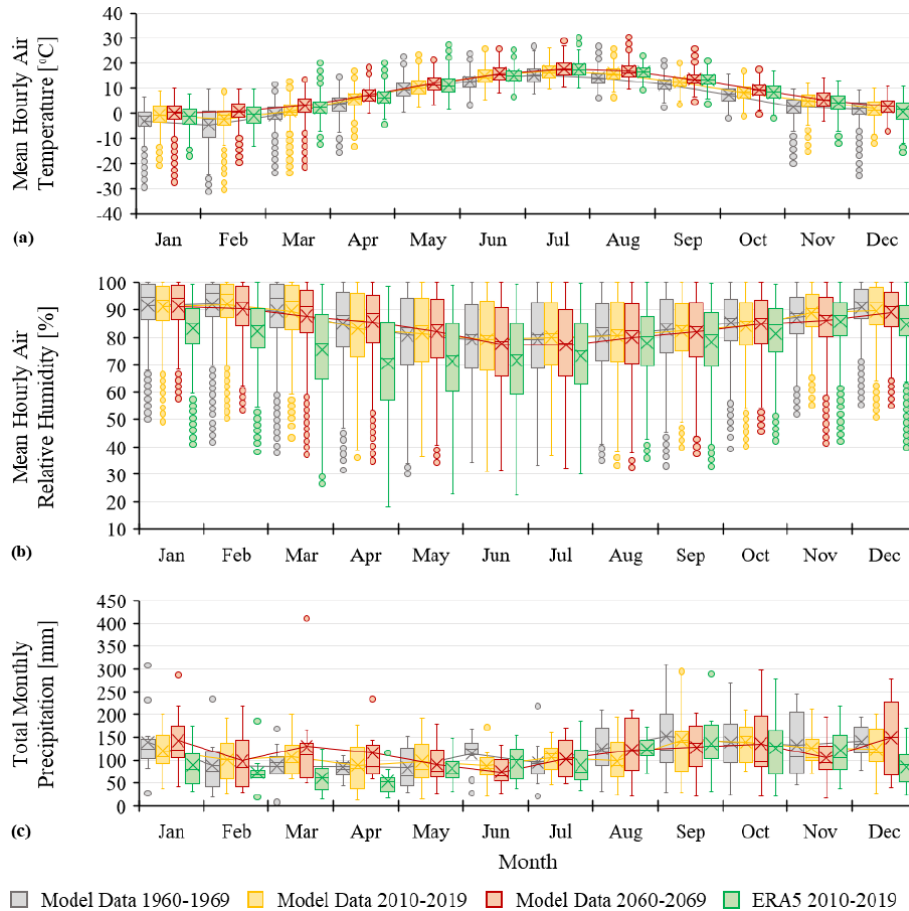 (a)
Mean Hourly Air
Temperature [°C]
40
30
20
10
0
-10
-20
-30
-40
Jan Feb Mar Apr May Jun Jul Aug Sep Oct Nov Dec
(b)
Mean Hourly Air
Relative Humidity [%]
100
90
80
70
60
50
40
30
20
10
Jan Feb Mar Apr May Jun Jul Aug Sep Oct Nov Dec
(c)
Total Monthly
Precipitation [mm]
450
400
350
300
250
200
150
100
50
0
Jan Feb Mar Apr May Jun Jul Aug Sep Oct Nov Dec
Month
Model Data 1960-1969 Model Data 2010-2019 Model Data 2060-2069 ERA5 2010-2019